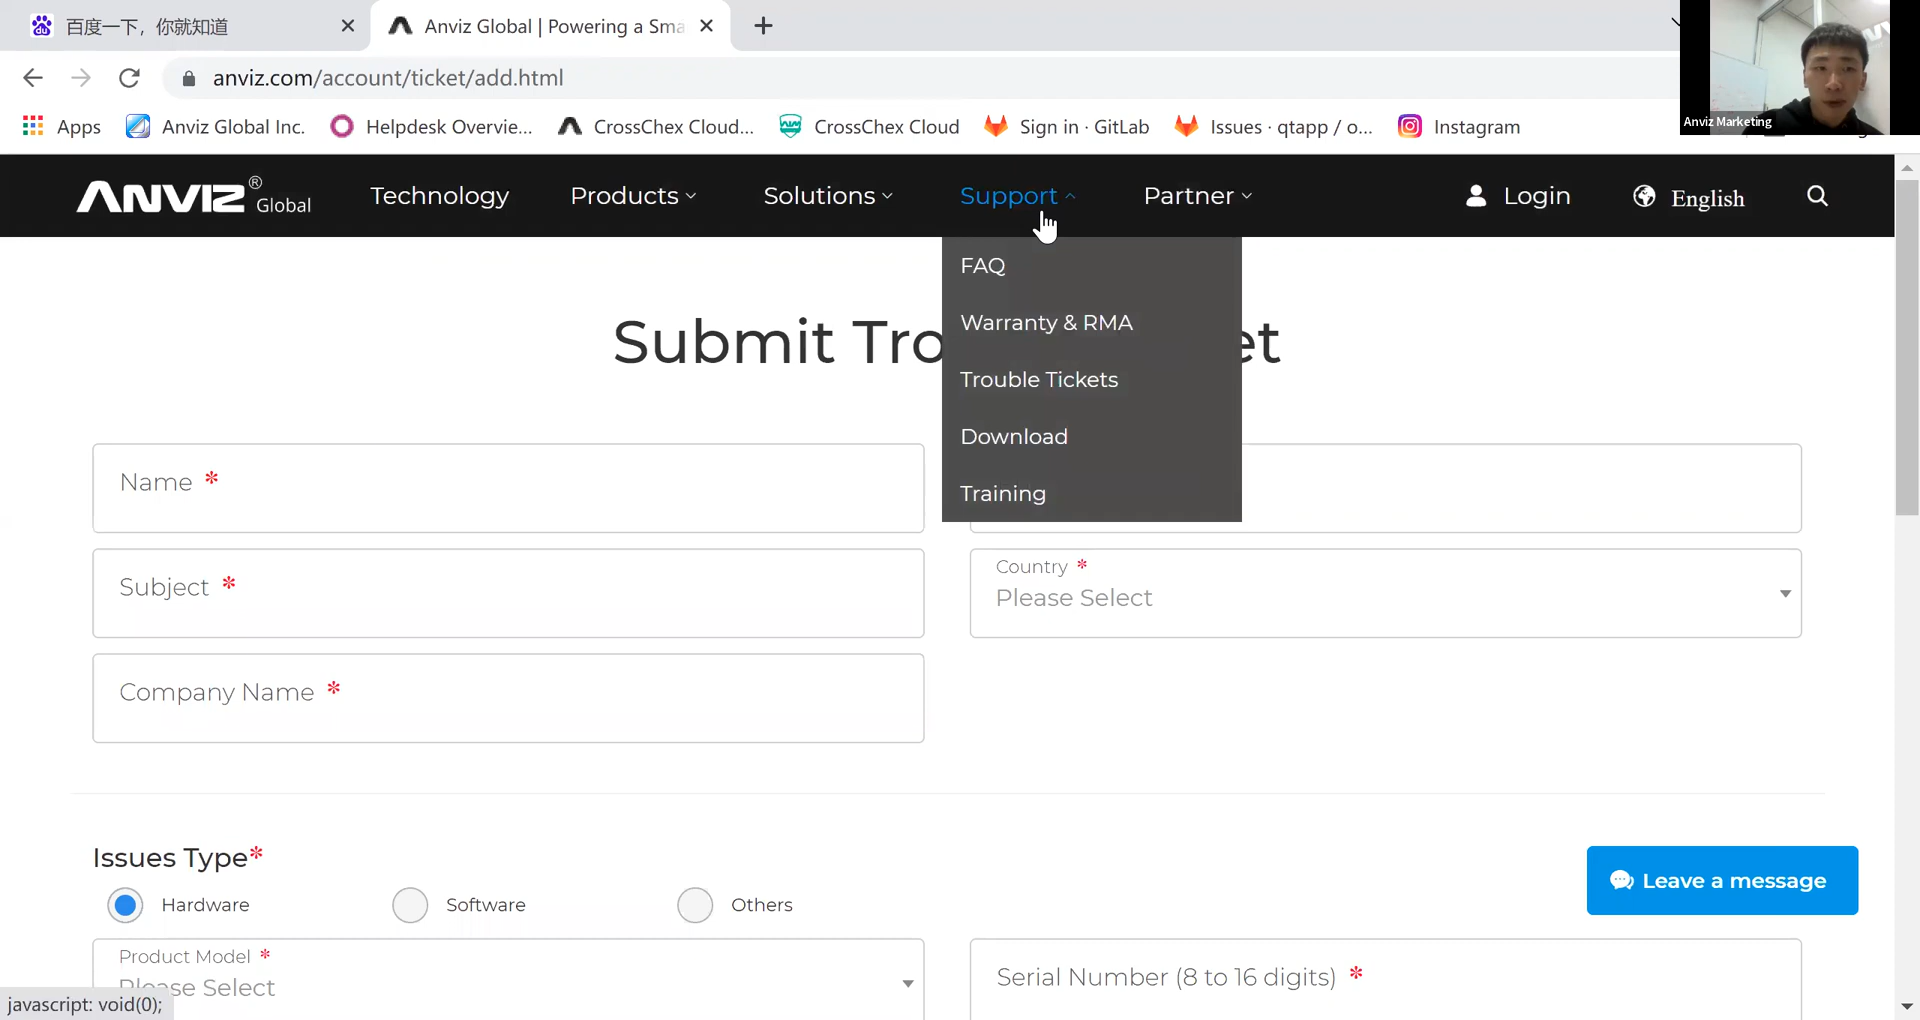 百度一下，你就知道
Anviz Global | Powering a Sma
anviz.com/account/ticket/add.html
Apps
Anviz Global Inc.
Helpdesk Overvie...
CrossChex Cloud...
CrossChex Cloud
Sign in · GitLab
Issues · qtapp / o...
Instagram
Anviz Marketing
ANVIZ® Global
Technology
Products
Solutions
Support
Partner
Login
English
FAQ
Warranty & RMA
Trouble Tickets
Download
Training
Submit Tro
et
Name *
Subject *
Country *
Please Select
Company Name *
Issues Type*
Hardware
Software
Others
Leave a message
Product Model *
Please Select
Serial Number (8 to 16 digits) *
javascript: void(0);